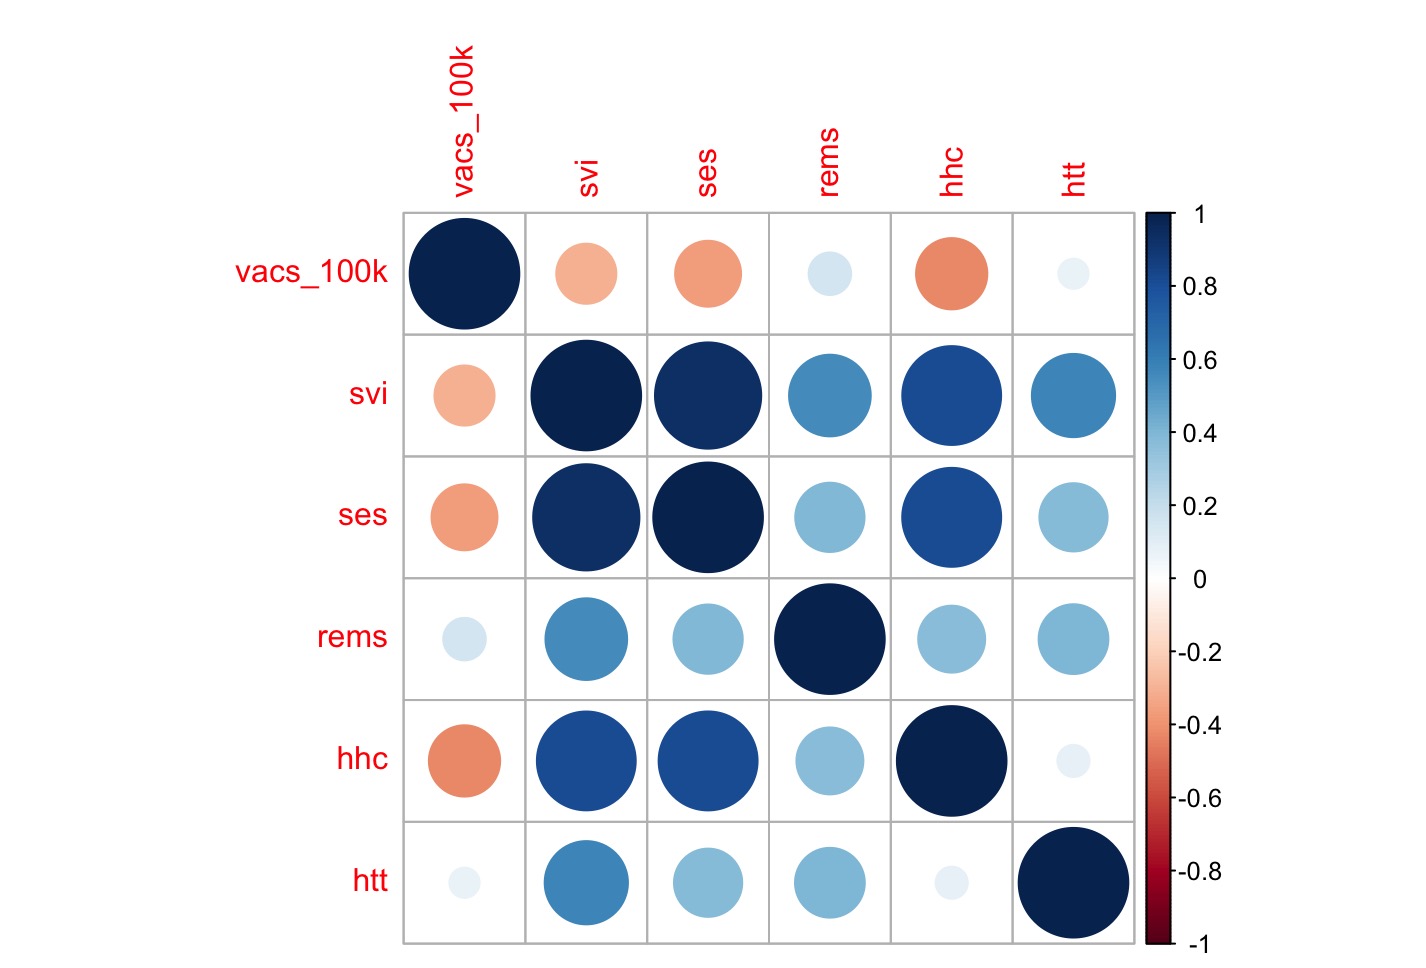 vacs_100k
svi
ses
rems
hhc
htt
vacs_100k
svi
ses
rems
hhc
htt
1
0.8
0.6
0.4
0.2
0
-0.2
-0.4
-0.6
-0.8
-1